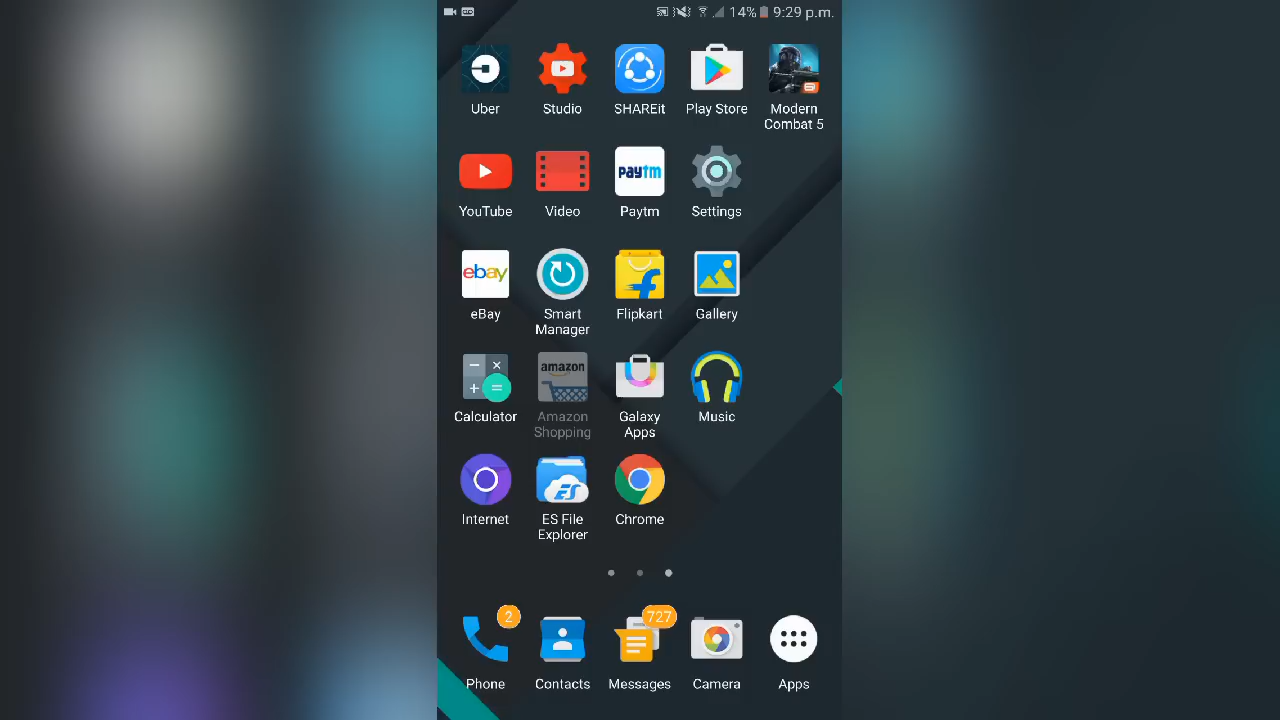 14% 9:29 p.m.
Uber Studio SHAREit Play Store Modern Combat 5
YouTube Video Paytm Settings
paytm
ebay
eBay Smart Manager Flipkart Gallery
amazon
Calculator Amazon Shopping Galaxy Apps Music
ES
Internet ES File Explorer Chrome
2 727
Phone Contacts Messages Camera Apps